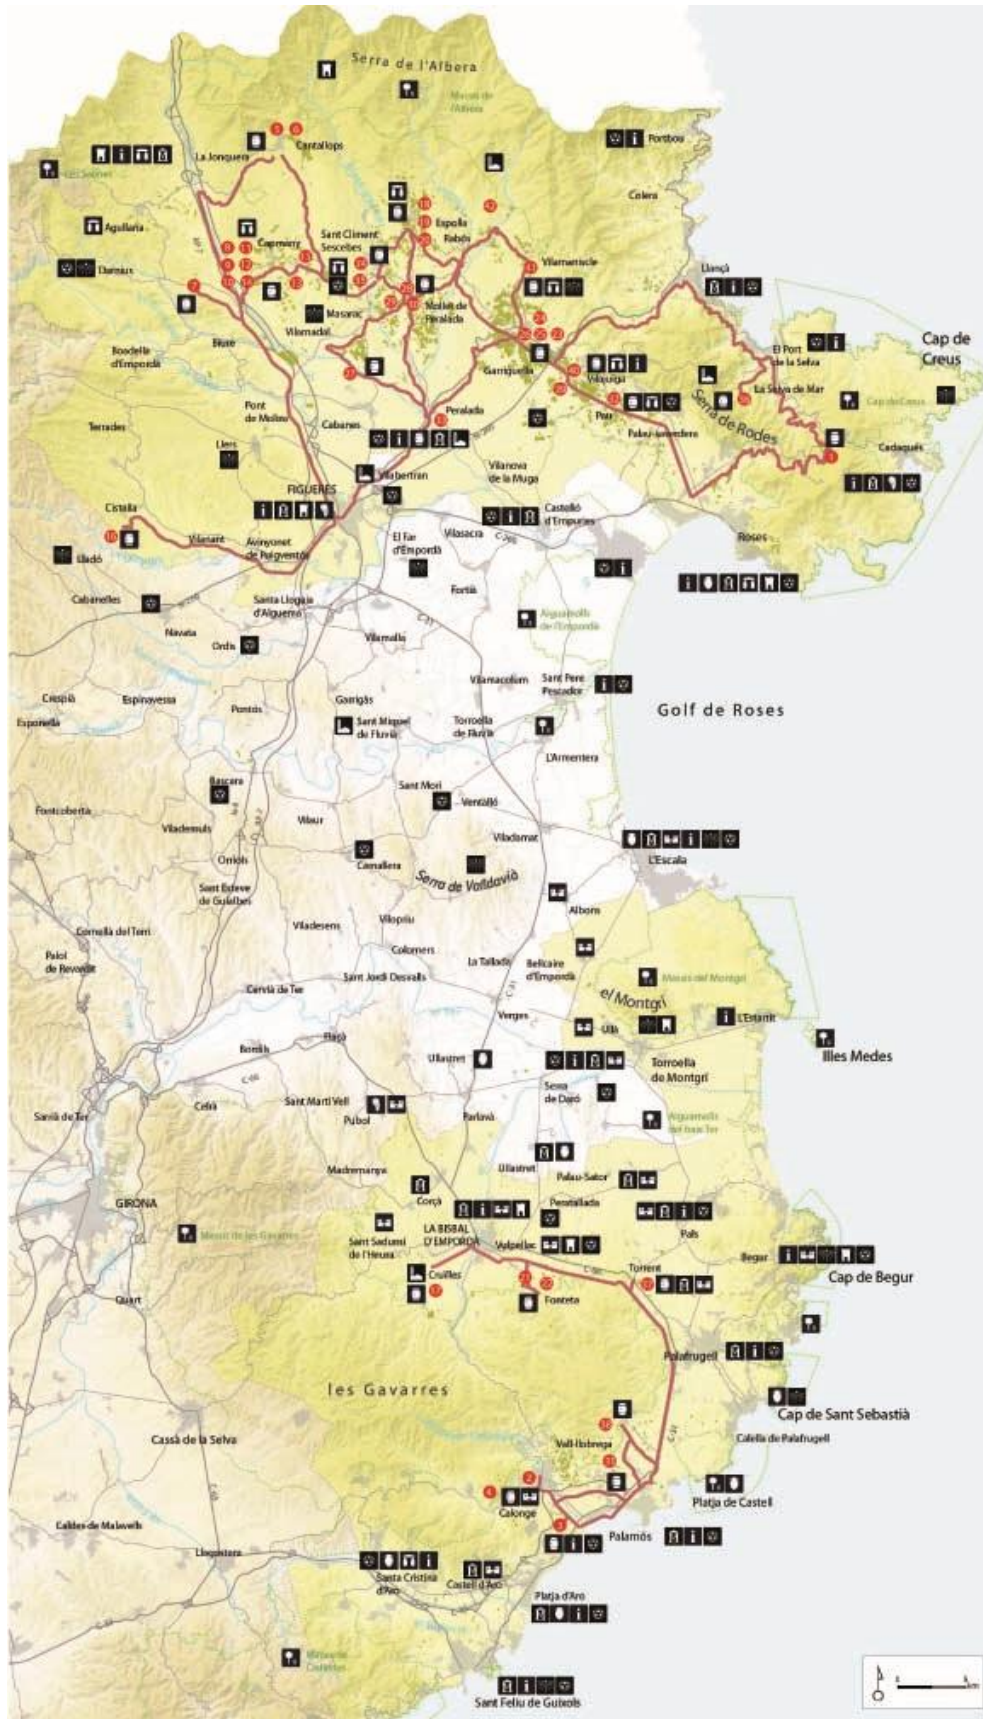 Serra de l'Albera
Massís de
l'Albera
Portbou
Cantallops
La Jonquera
Colera
Agullana
Espolla
Rabós
Capmany
Sant Climent
Sescebes
Darnius
Vilamaniscle
Llançà
Masarac
Mollet de
Peralada
Vilarnadal
Biure
Boadella
d'Empordà
El Port
de la Selva
Cap de
Creus
Garriguella
Vilajuïga
La Selva de Mar
Cap de Creus
Serra de Rodes
Pont
de Molins
Cabanes
Peralada
Pau
Palau-saverdera
Cadaqués
Terrades
Llers
Vilabertran
Vilanova
de la Muga
FIGUERES
Cistella
Castelló
d'Empúries
Vilasacra
Roses
Vilanant
Avinyonet
de Puigventós
El Far
d'Empordà
Lladó
Fortià
Cabanelles
Santa Llogaia
d'Àlguema
Aiguamolls
de l'Empordà
Navata
Ordis
Vilamalla
C-31
Vilamacolum
Sant Pere
Pescador
Crespià
Espinavessa
Garrigàs
Golf de Roses
Esponellà
Pontós
Sant Miquel
de Fluvià
Torroella
de Fluvià
L'Armentera
Bàscara
Sant Mori
Ventalló
Fontcoberta
Vilademuls
Vilaür
Viladamat
Orriols
Camallera
Serra de Valldavià
L'Escala
Sant Esteve
de Guialbes
Albons
Viladesens
Vilopriu
Cornellà del Terri
Colomers
Palol
de Revardit
La Tallada
Bellcaire
d'Empordà
Massís del Montgrí
Sant Jordi Desvalls
el Montgrí
Cervià de Ter
Verges
Ullà
L'Estartit
Flaçà
Illes Medes
Bordils
Ullastret
Torroella
de Montgrí
C-66
Serra
de Daró
Celrà
Sant Martí Vell
Sarrià de Ter
Púbol
Parlavà
Aiguamolls
del baix Ter
Ullastret
Madremanya
Palau-Sator
Corçà
Peratallada
GIRONA
LA BISBAL
D'EMPORDÀ
Pals
Sant Sadurní
de l'Heura
Vulpellac
Begur
Cap de Begur
Cruïlles
Torrent
Quart
Fonteta
Palafrugell
les Gavarres
Cap de Sant Sebastià
Cassà de la Selva
Vall-llobrega
Calella de Palafrugell
C-31
Platja de Castell
Calonge
Caldes de Malavella
Palamós
Llagostera
Santa Cristina
d'Aro
Castell d'Aro
Platja d'Aro
Sant Feliu de Guíxols